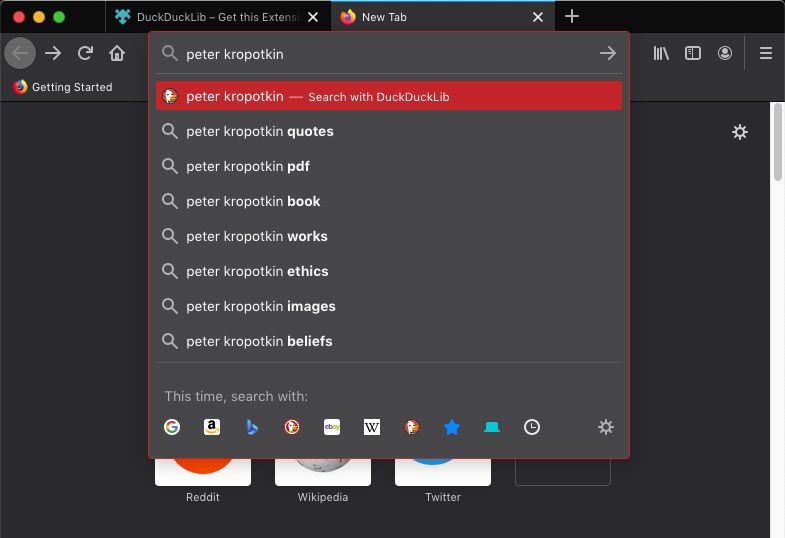 DuckDuckLib – Get this Extensi
New Tab
peter kropotkin
Getting Started
peter kropotkin — Search with DuckDuckLib
peter kropotkin quotes
peter kropotkin pdf
peter kropotkin book
peter kropotkin works
peter kropotkin ethics
peter kropotkin images
peter kropotkin beliefs
This time, search with:
G a ebay W
Reddit
Wikipedia
Twitter